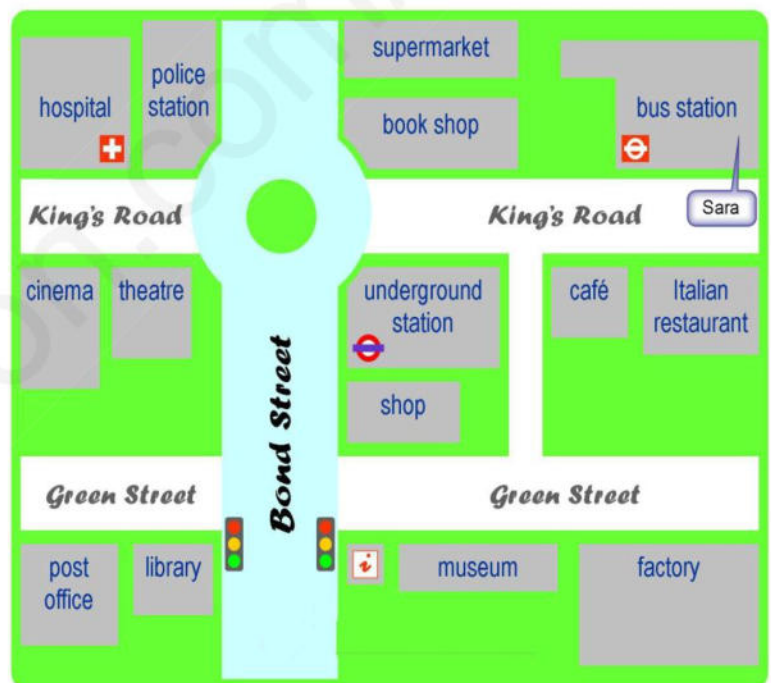 supermarket
police
station
hospital
book shop
bus station
King's Road
King's Road
Sara
cinema
theatre
underground
station
café
Italian
restaurant
Bond Street
shop
Green Street
Green Street
post
office
library
i
museum
factory